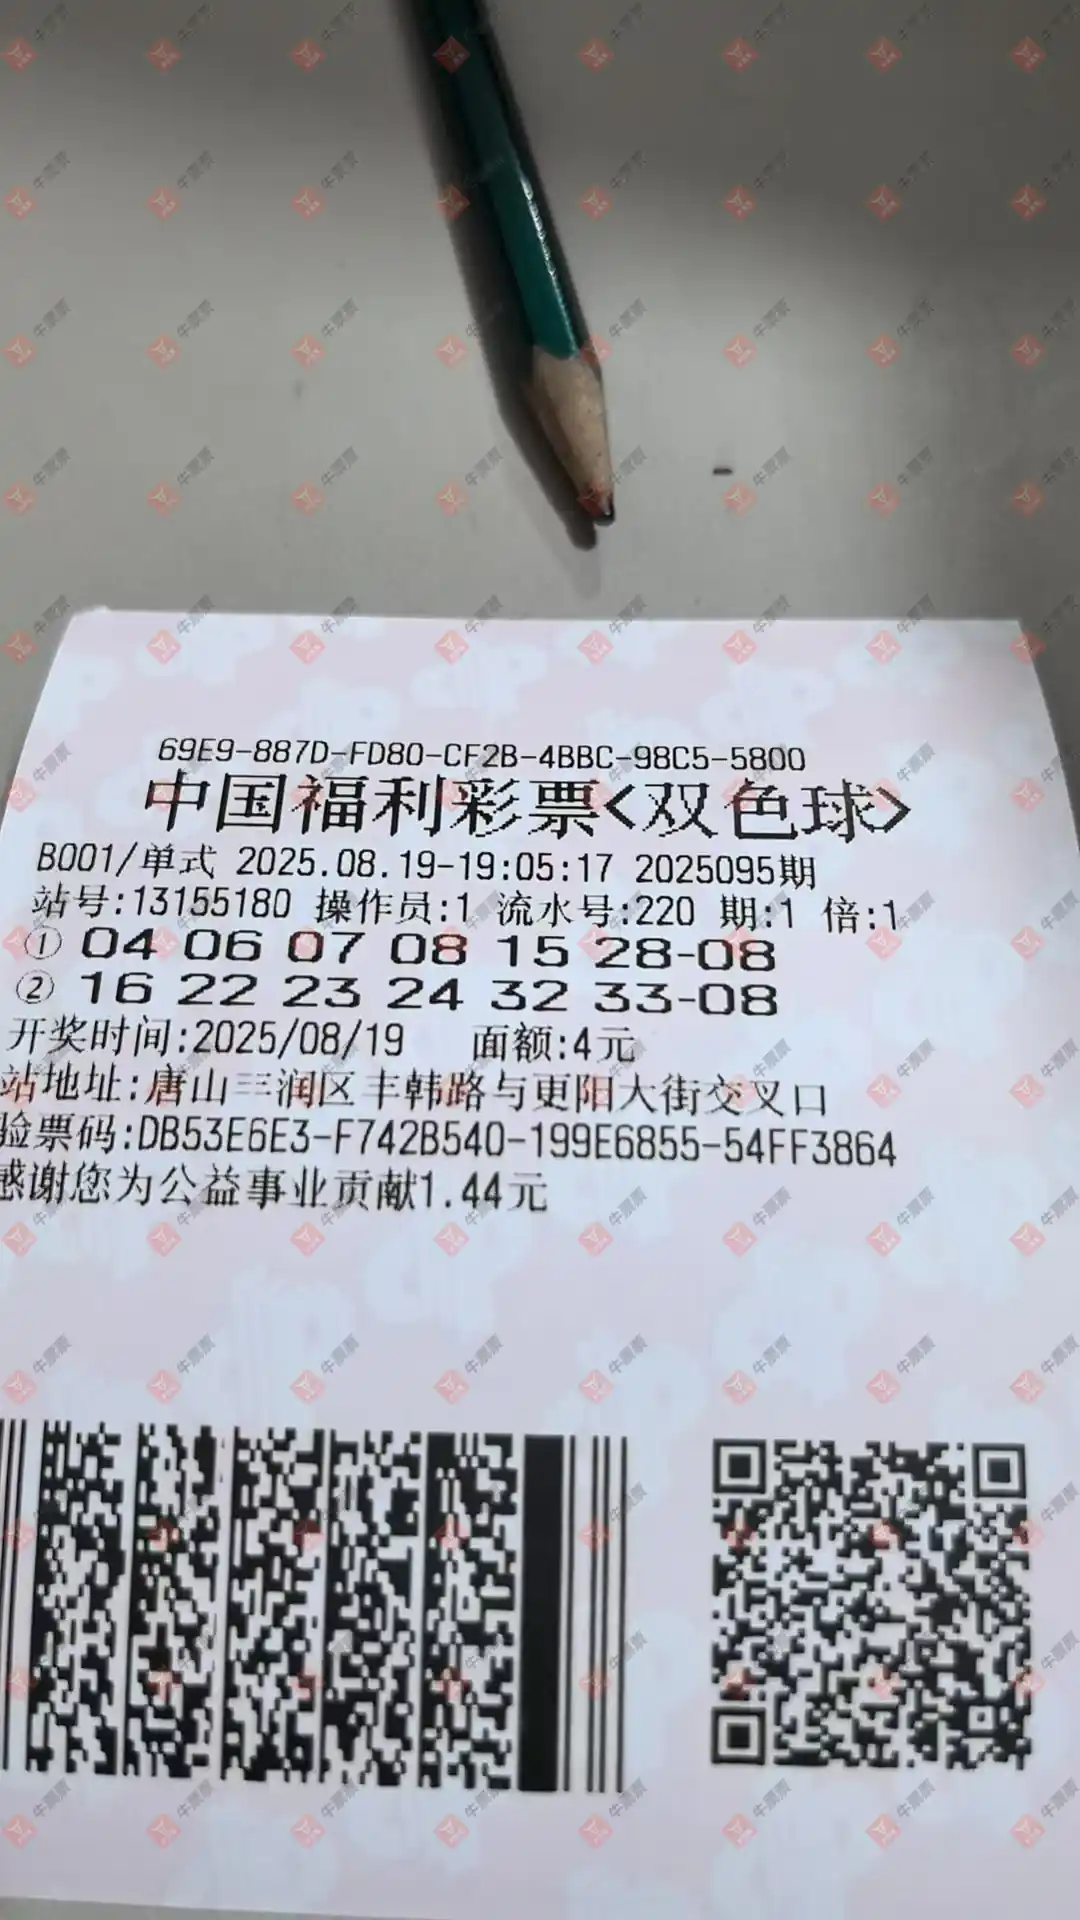 69E9-887D-FD80-CF2B-4BBC-98C5-5800
中国福利彩票<双色球>
B001/单式 2025.08.19-19:05:17 2025095期
站号:13155180 操作员:1 流水号:220 期:1 倍:1
① 04 06 07 08 15 28-08
② 16 22 23 24 32 33-08
开奖时间:2025/08/19 面额:4元
站地址:唐山丰润区丰韩路与更阳大街交叉口
验票码:DB53E6E3-F742B540-199E6855-54FF3864
感谢您为公益事业贡献1.44元
牛票票